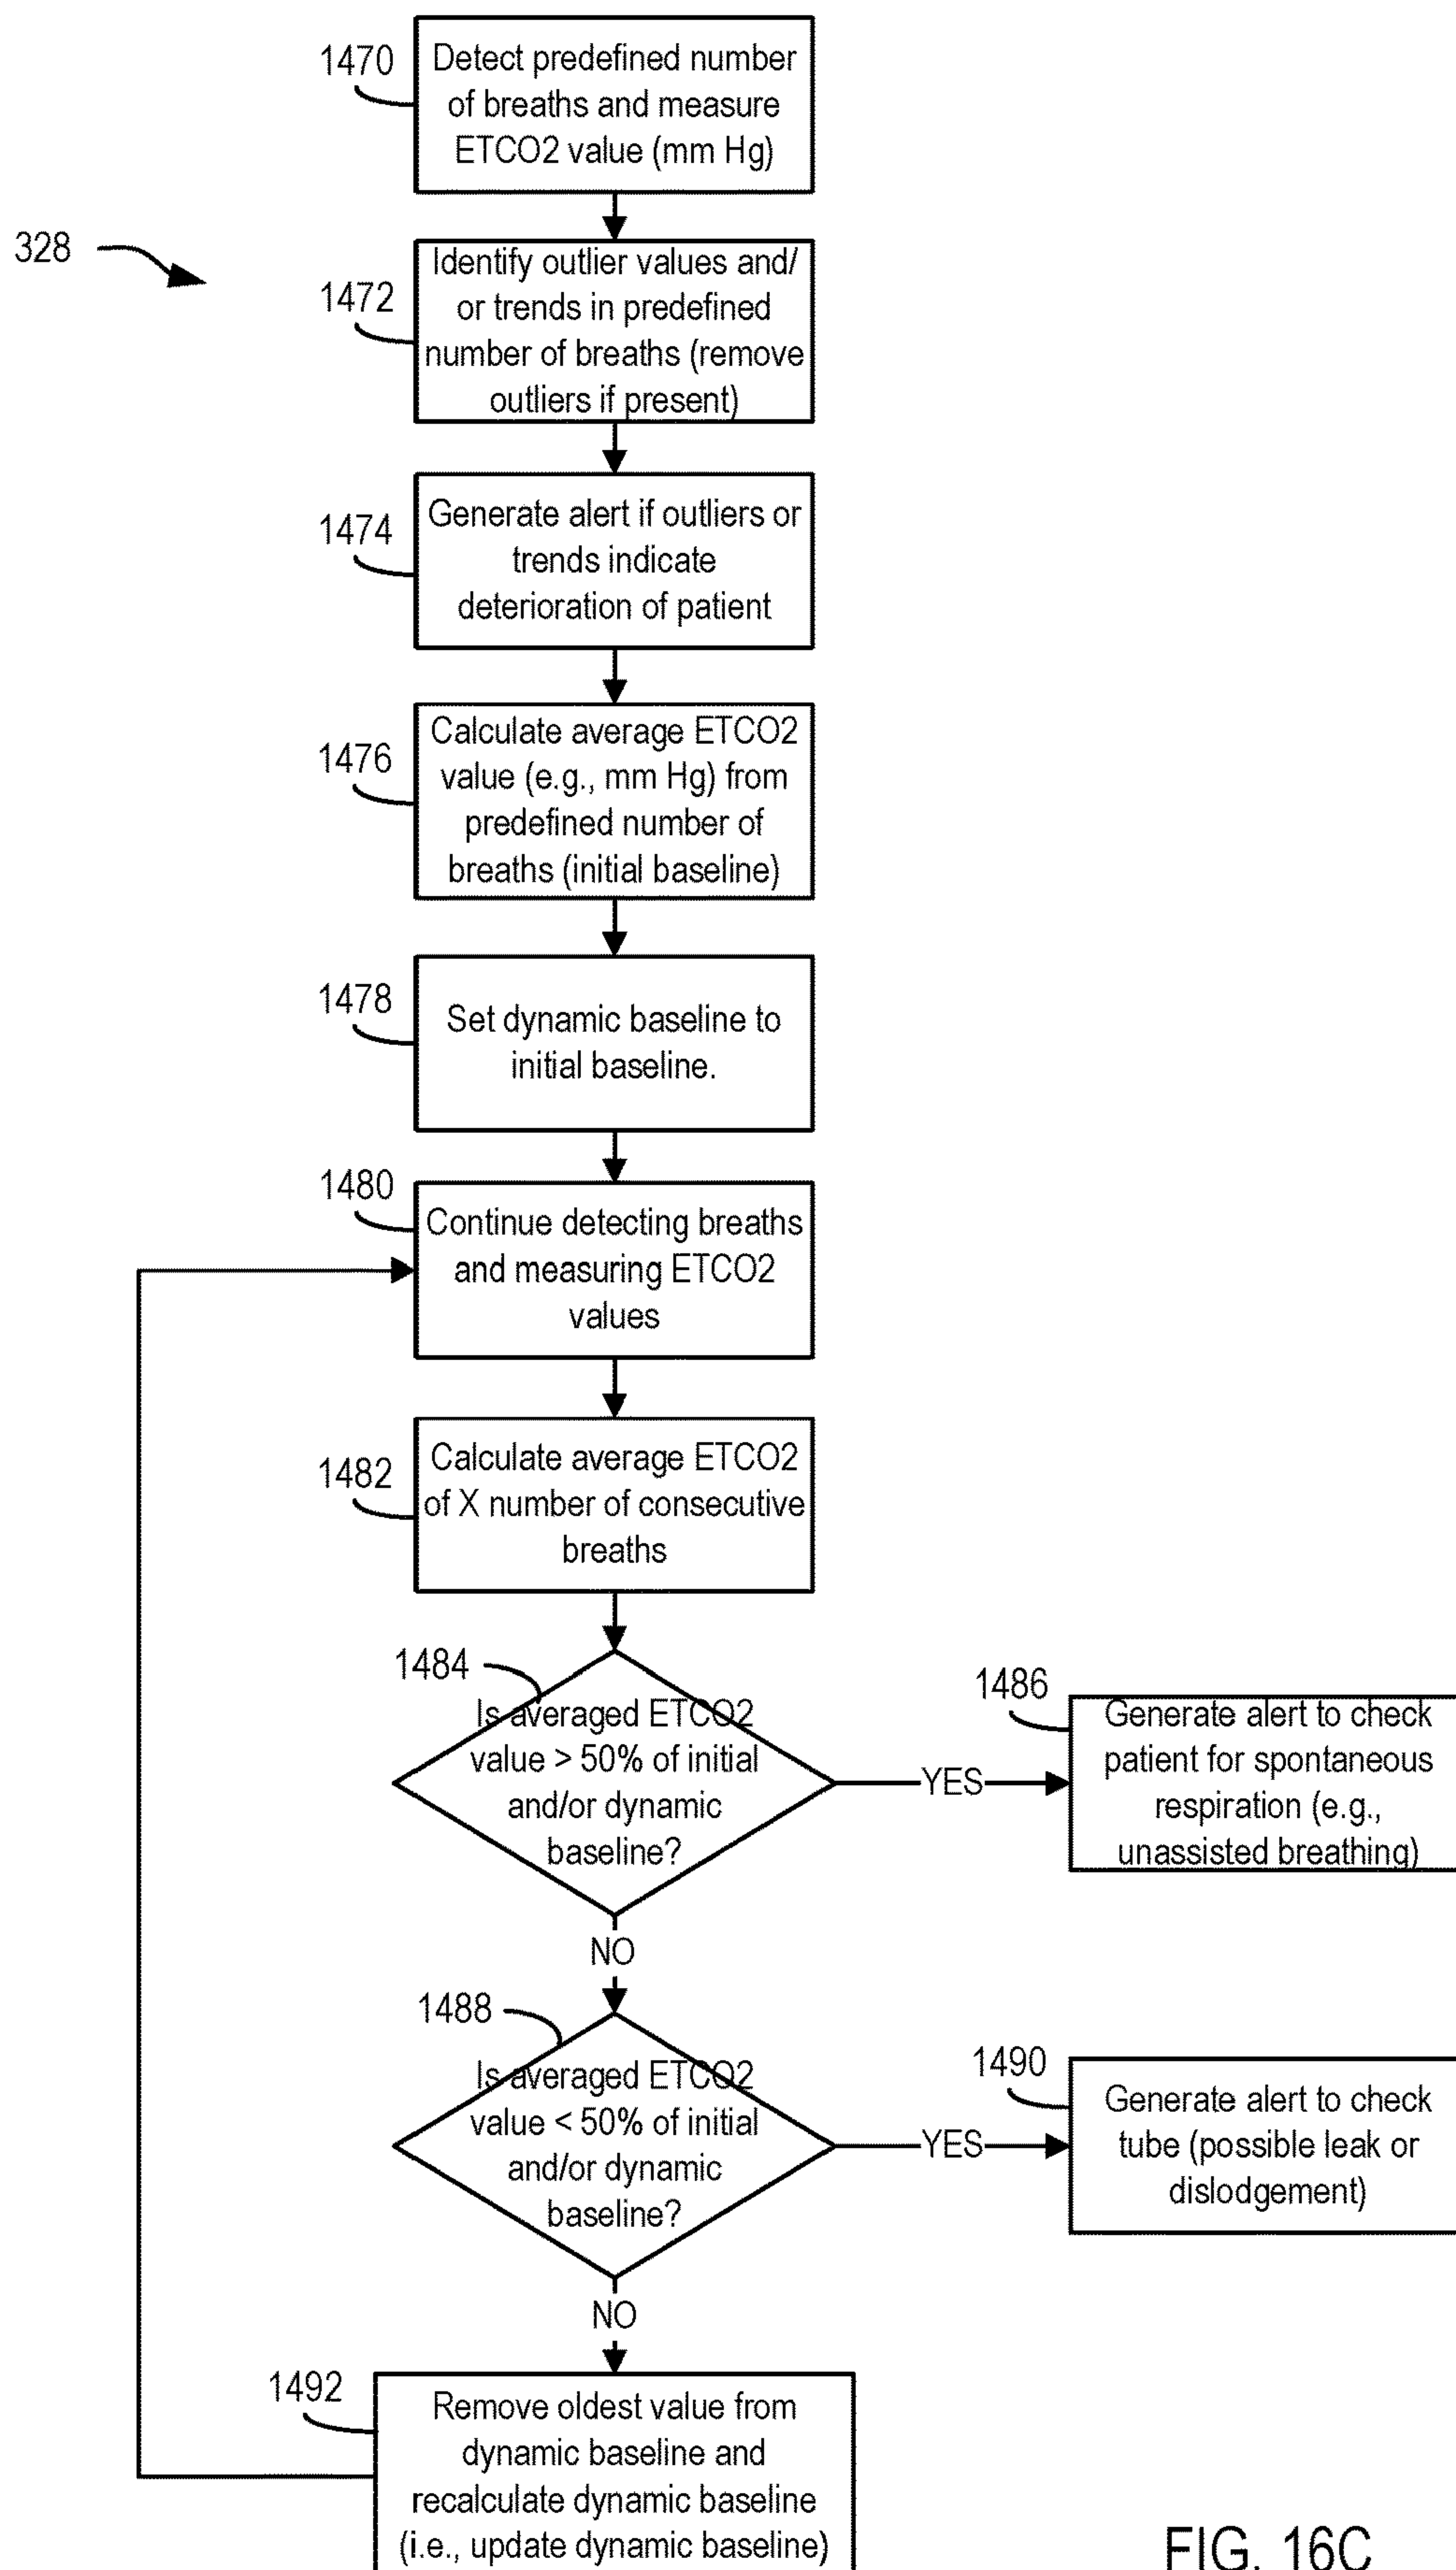 1470
Detect predefined number
of breaths and measure
ETCO2 value (mm Hg)
328
1472
Identify outlier values and/
or trends in predefined
number of breaths (remove
outliers if present)
1474
Generate alert if outliers or
trends indicate
deterioration of patient
1476
Calculate average ETCO2
value (e.g., mm Hg) from
predefined number of
breaths (initial baseline)
1478
Set dynamic baseline to
initial baseline.
1480
Continue detecting breaths
and measuring ETCO2
values
1482
Calculate average ETCO2
of X number of consecutive
breaths
1484
Is averaged ETCO2
value > 50% of initial
and/or dynamic
baseline?
YES
1486
Generate alert to check
patient for spontaneous
respiration (e.g.,
unassisted breathing)
NO
1488
Is averaged ETCO2
value < 50% of initial
and/or dynamic
baseline?
YES
1490
Generate alert to check
tube (possible leak or
dislodgement)
NO
1492
Remove oldest value from
dynamic baseline and
recalculate dynamic baseline
(i.e., update dynamic baseline)
FIG. 16C